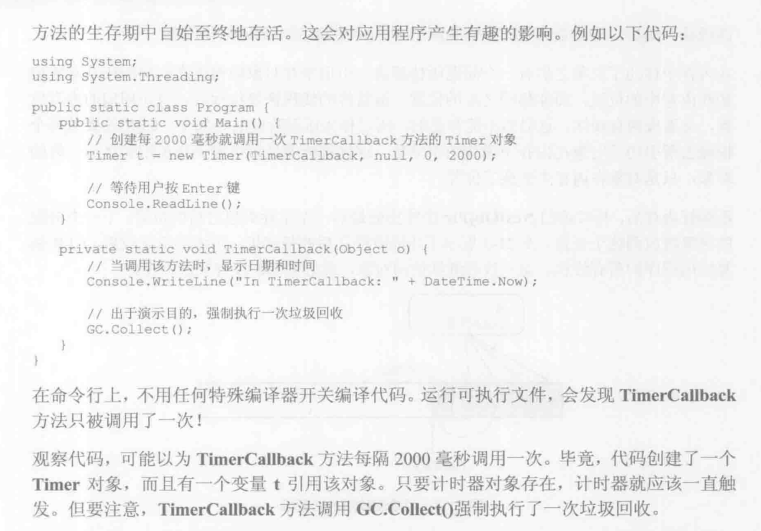 方法的生存期中自始至终地存活。这会对应用程序产生有趣的影响。例如以下代码：
using System;
using System.Threading;
public static class Program {
public static void Main() {
// 创建每 2000 毫秒就调用一次 TimerCallback 方法的 Timer 对象
Timer t = new Timer(TimerCallback, null, 0, 2000);
// 等待用户按 Enter 键
Console.ReadLine();
}
private static void TimerCallback(Object o) {
// 当调用该方法时，显示日期和时间
Console.WriteLine("In TimerCallback: " + DateTime.Now);
// 出于演示目的，强制执行一次垃圾回收
GC.Collect();
}
}
在命令行上，不用任何特殊编译器开关编译代码。运行可执行文件，会发现 TimerCallback
方法只被调用了一次！
观察代码，可能以为 TimerCallback 方法每隔 2000 毫秒调用一次。毕竟，代码创建了一个
Timer 对象，而且有一个变量 t 引用该对象。只要计时器对象存在，计时器就应该一直触
发。但要注意，TimerCallback 方法调用 GC.Collect()强制执行了一次垃圾回收。